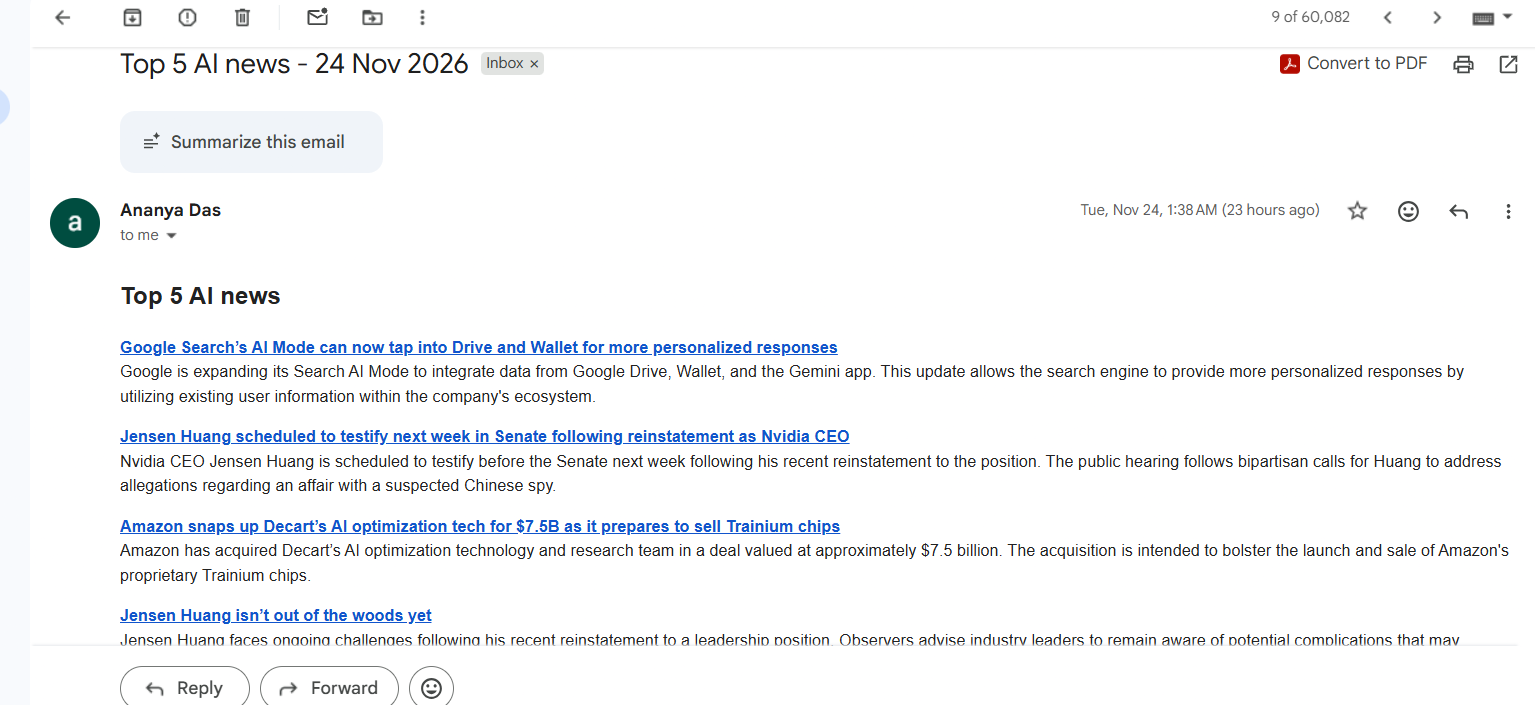 9 of 60,082
Top 5 AI news - 24 Nov 2026 Inbox ×
Convert to PDF
Summarize this email
a
Ananya Das
Tue, Nov 24, 1:38 AM (23 hours ago)
to me
Top 5 AI news
Google Search’s AI Mode can now tap into Drive and Wallet for more personalized responses
Google is expanding its Search AI Mode to integrate data from Google Drive, Wallet, and the Gemini app. This update allows the search engine to provide more personalized responses by
utilizing existing user information within the company's ecosystem.
Jensen Huang scheduled to testify next week in Senate following reinstatement as Nvidia CEO
Nvidia CEO Jensen Huang is scheduled to testify before the Senate next week following his recent reinstatement to the position. The public hearing follows bipartisan calls for Huang to address
allegations regarding an affair with a suspected Chinese spy.
Amazon snaps up Decart’s AI optimization tech for $7.5B as it prepares to sell Trainium chips
Amazon has acquired Decart’s AI optimization technology and research team in a deal valued at approximately $7.5 billion. The acquisition is intended to bolster the launch and sale of Amazon's
proprietary Trainium chips.
Jensen Huang isn’t out of the woods yet
Jensen Huang faces ongoing challenges following his recent reinstatement to a leadership position. Observers advise industry leaders to remain aware of potential complications that may
Reply
Forward